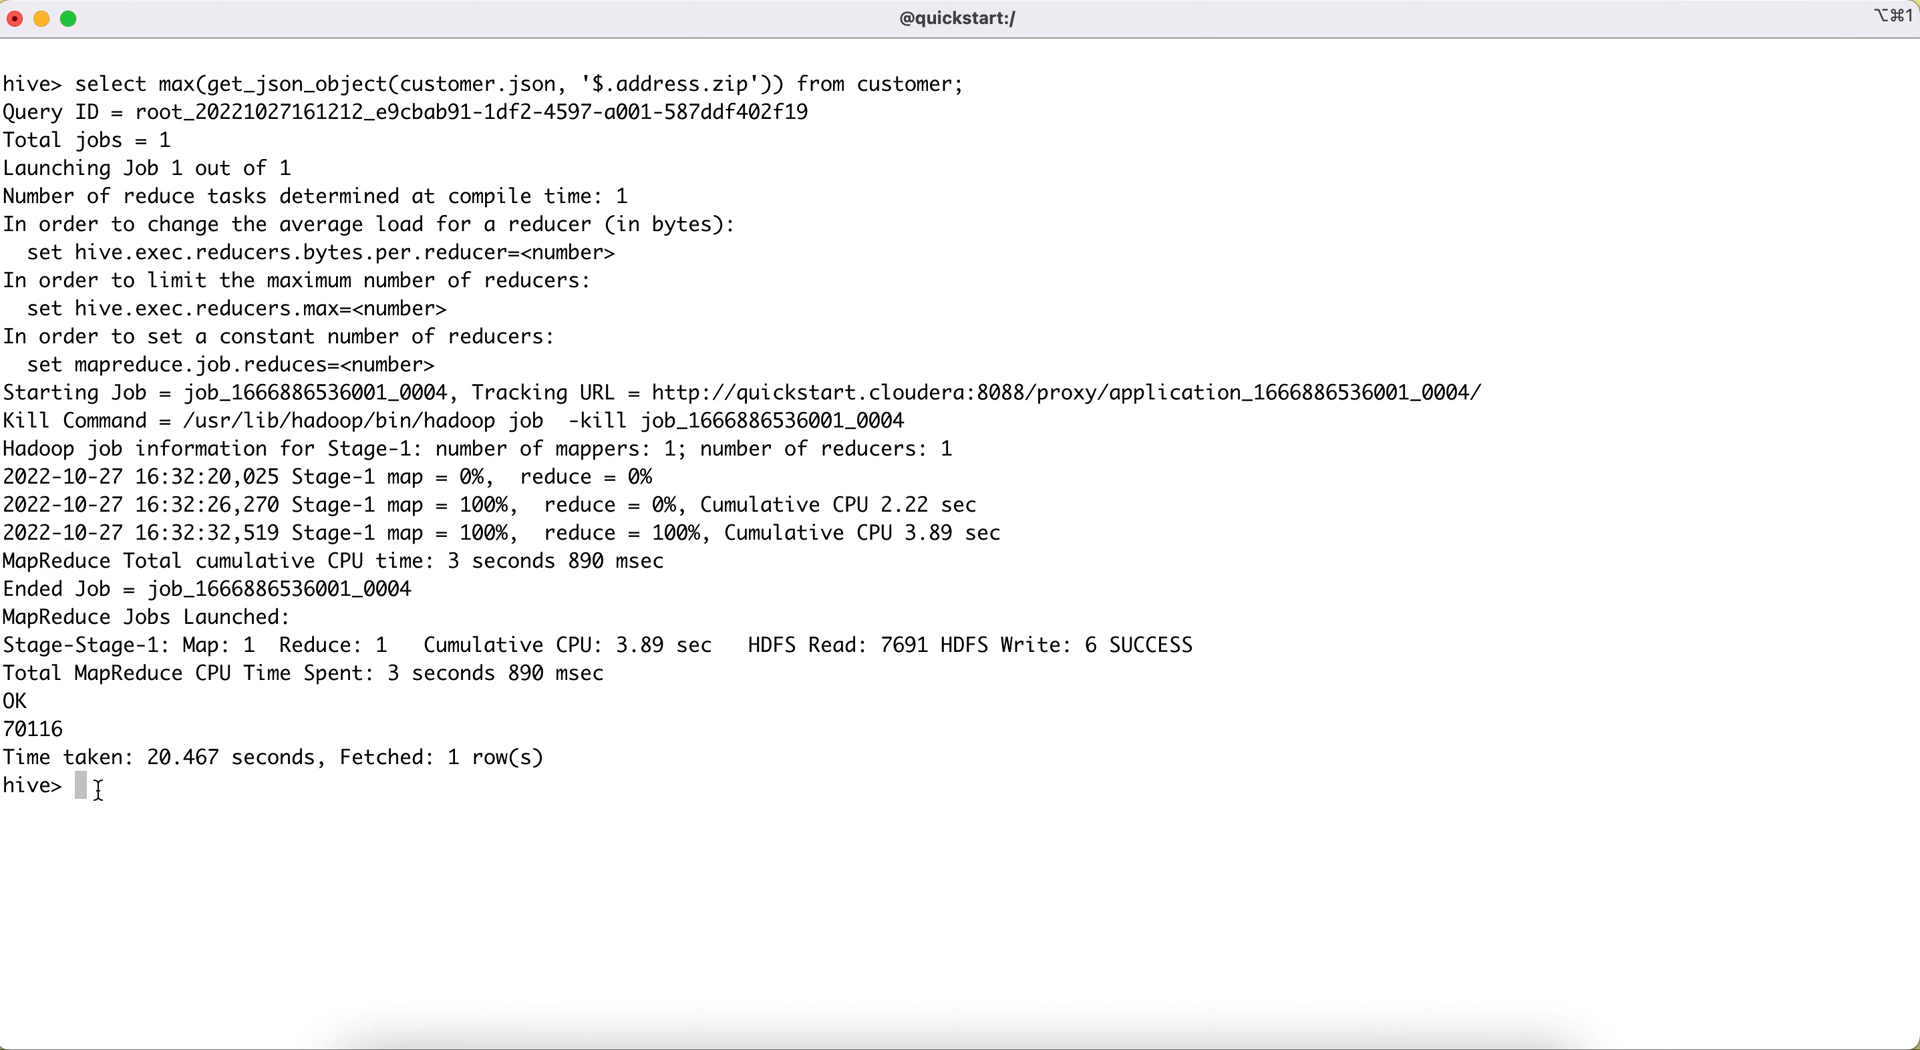 @quickstart:/
⌥⌘1
hive> select max(get_json_object(customer.json, '$.address.zip')) from customer;
Query ID = root_20221027161212_e9cbab91-1df2-4597-a001-587ddf402f19
Total jobs = 1
Launching Job 1 out of 1
Number of reduce tasks determined at compile time: 1
In order to change the average load for a reducer (in bytes):
  set hive.exec.reducers.bytes.per.reducer=<number>
In order to limit the maximum number of reducers:
  set hive.exec.reducers.max=<number>
In order to set a constant number of reducers:
  set mapreduce.job.reduces=<number>
Starting Job = job_1666886536001_0004, Tracking URL = http://quickstart.cloudera:8088/proxy/application_1666886536001_0004/
Kill Command = /usr/lib/hadoop/bin/hadoop job  -kill job_1666886536001_0004
Hadoop job information for Stage-1: number of mappers: 1; number of reducers: 1
2022-10-27 16:32:20,025 Stage-1 map = 0%,  reduce = 0%
2022-10-27 16:32:26,270 Stage-1 map = 100%,  reduce = 0%, Cumulative CPU 2.22 sec
2022-10-27 16:32:32,519 Stage-1 map = 100%,  reduce = 100%, Cumulative CPU 3.89 sec
MapReduce Total cumulative CPU time: 3 seconds 890 msec
Ended Job = job_1666886536001_0004
MapReduce Jobs Launched:
Stage-Stage-1: Map: 1  Reduce: 1   Cumulative CPU: 3.89 sec   HDFS Read: 7691 HDFS Write: 6 SUCCESS
Total MapReduce CPU Time Spent: 3 seconds 890 msec
OK
70116
Time taken: 20.467 seconds, Fetched: 1 row(s)
hive>